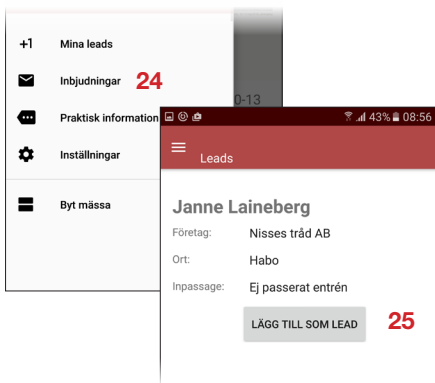 +1 Mina leads
Inbjudningar 24
Praktisk information
Inställningar
Byt mässa
0-13
43% 08:56
Leads
Janne Laineberg
Företag: Nisses tråd AB
Ort: Habo
Inpassage: Ej passerat entrén
LÄGG TILL SOM LEAD 25